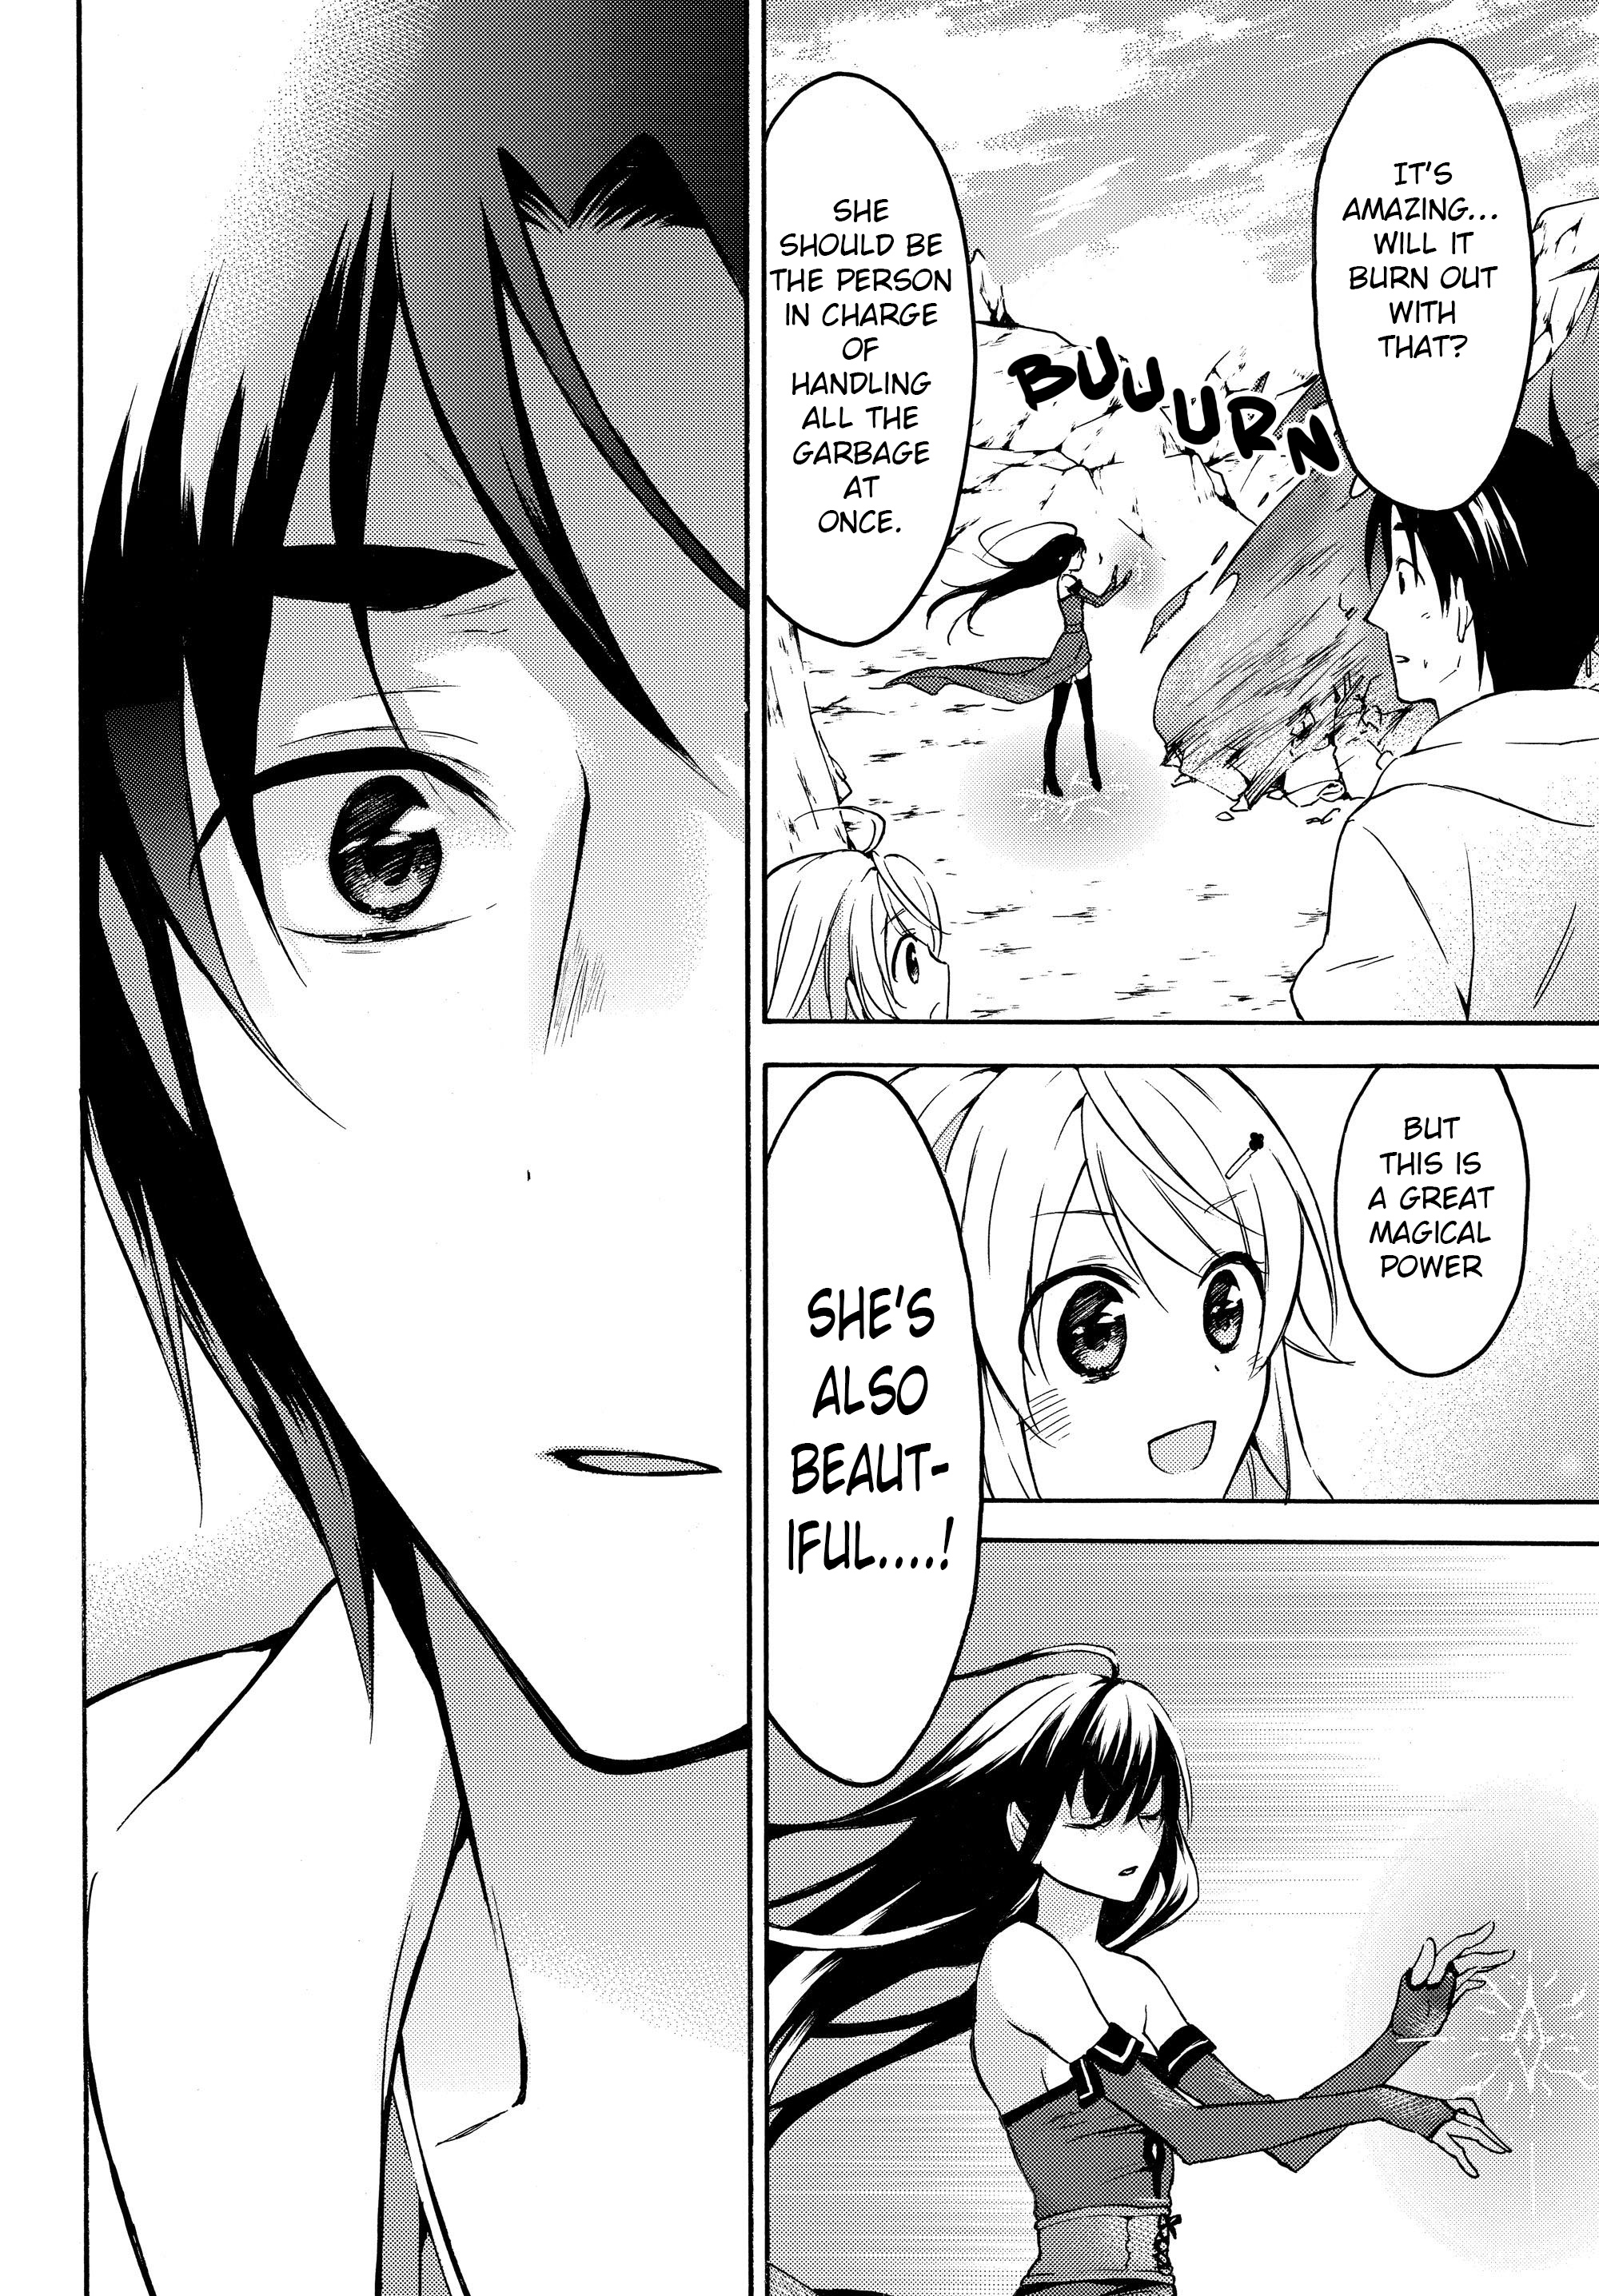 IT'S
AMAZING...
WILL IT
BURN OUT
WITH
THAT?
BUUURN
SHE
SHOULD BE
THE PERSON
IN CHARGE
OF
HANDLING
ALL THE
GARBAGE
AT
ONCE.
BUT
THIS IS
A GREAT
MAGICAL
POWER
SHE'S
ALSO
BEAUT-
IFUL....!